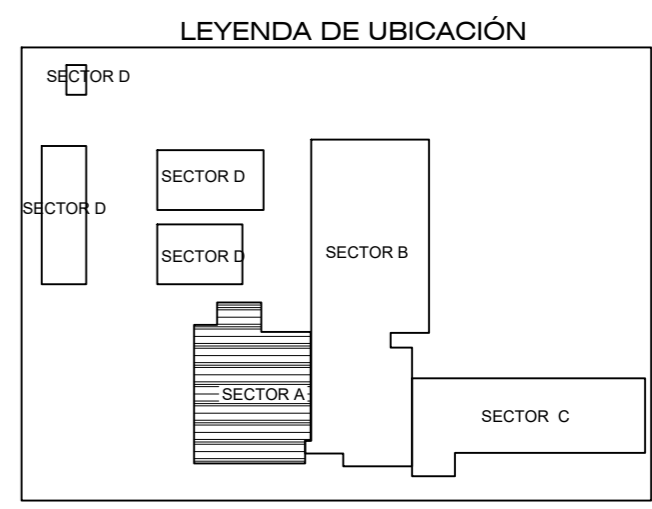 LEYENDA DE UBICACIÓN
SECTOR D
SECTOR D
SECTOR D
SECTOR D
SECTOR B
SECTOR A
SECTOR C